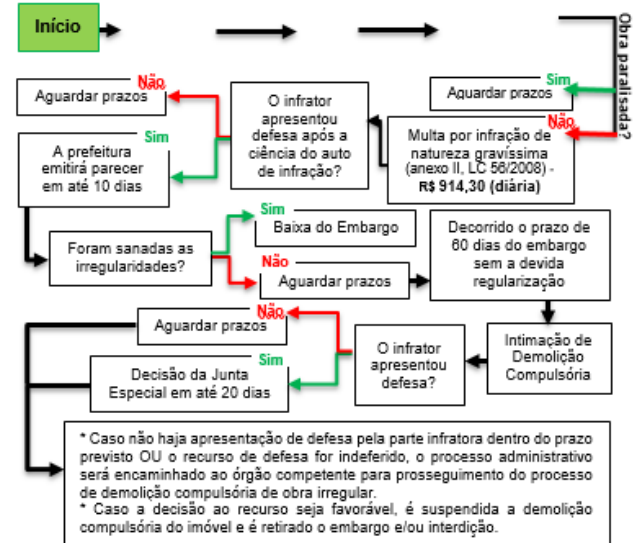 Início
Obra paralisada?
Sim
Aguardar prazos
Não
Multa por infração de
natureza gravíssima
(anexo II, LC 56/2008) -
R$ 914,30 (diária)
O infrator
apresentou
defesa após a
ciência do auto
de infração?
Não
Aguardar prazos
Sim
A prefeitura
emitirá parecer
em até 10 dias
Foram sanadas as
irregularidades?
Sim
Baixa do Embargo
Não
Aguardar prazos
Decorrido o prazo de
60 dias do embargo
sem a devida
regularização
Intimação de
Demolição
Compulsória
O infrator
apresentou
defesa?
Não
Aguardar prazos
Sim
Decisão da Junta
Especial em até 20 dias
* Caso não haja apresentação de defesa pela parte infratora dentro do prazo
previsto OU o recurso de defesa for indeferido, o processo administrativo
será encaminhado ao órgão competente para prosseguimento do processo
de demolição compulsória de obra irregular.
* Caso a decisão ao recurso seja favorável, é suspendida a demolição
compulsória do imóvel e é retirado o embargo e/ou interdição.